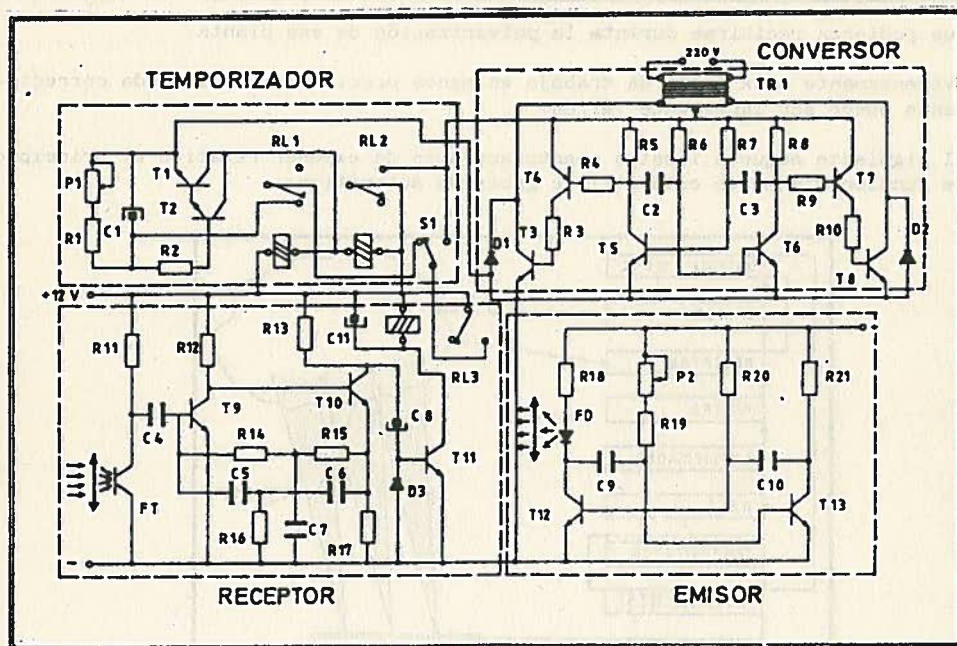 TEMPORIZADOR
CONVERSOR
220 V
TR1
RL1
RL2
P1
T1
T2
C1
R1
R2
S1
D1
T4
R4
R5
R6
R7
R8
T7
C2
C3
R9
T3
R3
T5
T6
R10
T8
D2
+12 V
R11
R12
R13
C11
RL3
T9
T10
C8
C4
R14
R15
T11
C5
C6
D3
FT
R16
C7
R17
RECEPTOR
+
R18
P2
R20
R21
FD
R19
C9
C10
T12
T13
-
EMISOR